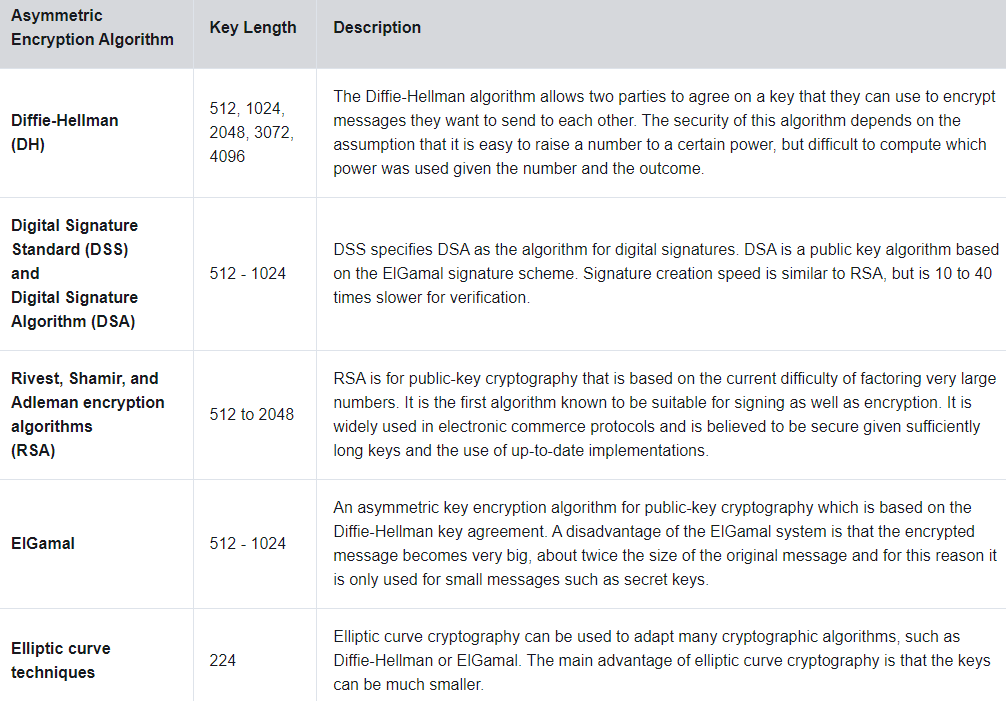 Asymmetric
Encryption Algorithm
Key Length
Description
Diffie-Hellman
(DH)
512, 1024,
2048, 3072,
4096
The Diffie-Hellman algorithm allows two parties to agree on a key that they can use to encrypt
messages they want to send to each other. The security of this algorithm depends on the
assumption that it is easy to raise a number to a certain power, but difficult to compute which
power was used given the number and the outcome.
Digital Signature
Standard (DSS)
and
Digital Signature
Algorithm (DSA)
512 - 1024
DSS specifies DSA as the algorithm for digital signatures. DSA is a public key algorithm based
on the ElGamal signature scheme. Signature creation speed is similar to RSA, but is 10 to 40
times slower for verification.
Rivest, Shamir, and
Adleman encryption
algorithms
(RSA)
512 to 2048
RSA is for public-key cryptography that is based on the current difficulty of factoring very large
numbers. It is the first algorithm known to be suitable for signing as well as encryption. It is
widely used in electronic commerce protocols and is believed to be secure given sufficiently
long keys and the use of up-to-date implementations.
ElGamal
512 - 1024
An asymmetric key encryption algorithm for public-key cryptography which is based on the
Diffie-Hellman key agreement. A disadvantage of the ElGamal system is that the encrypted
message becomes very big, about twice the size of the original message and for this reason it
is only used for small messages such as secret keys.
Elliptic curve
techniques
224
Elliptic curve cryptography can be used to adapt many cryptographic algorithms, such as
Diffie-Hellman or ElGamal. The main advantage of elliptic curve cryptography is that the keys
can be much smaller.